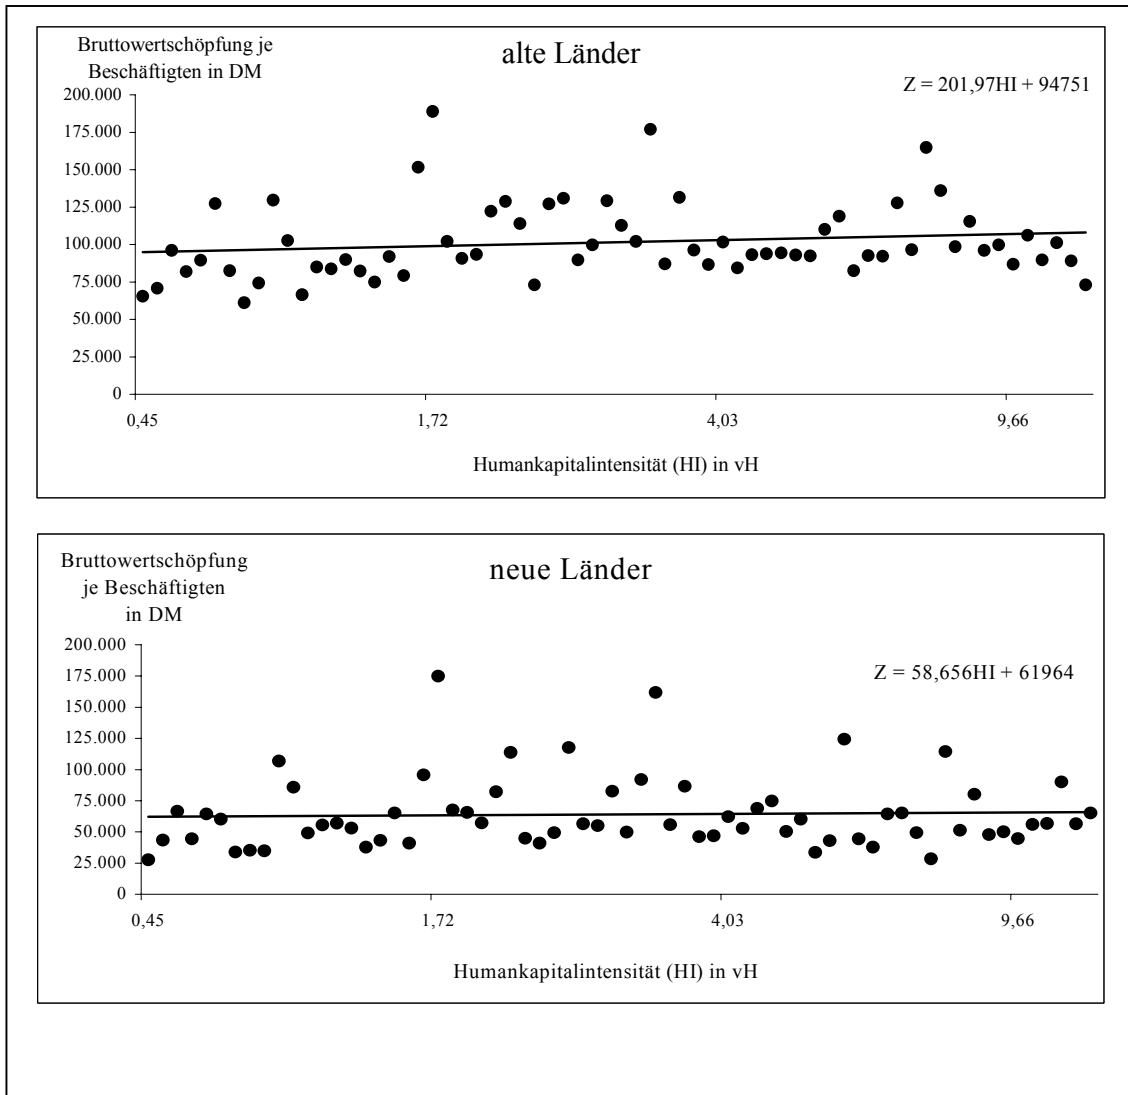 Bruttowertschöpfung je
Beschäftigten in DM
alte Länder
Z = 201,97HI + 94751
200.000
175.000
150.000
125.000
100.000
75.000
50.000
25.000
0
0,45
1,72
4,03
9,66
Humankapitalintensität (HI) in vH
Bruttowertschöpfung
je Beschäftigten
in DM
neue Länder
Z = 58,656HI + 61964
200.000
175.000
150.000
125.000
100.000
75.000
50.000
25.000
0
0,45
1,72
4,03
9,66
Humankapitalintensität (HI) in vH